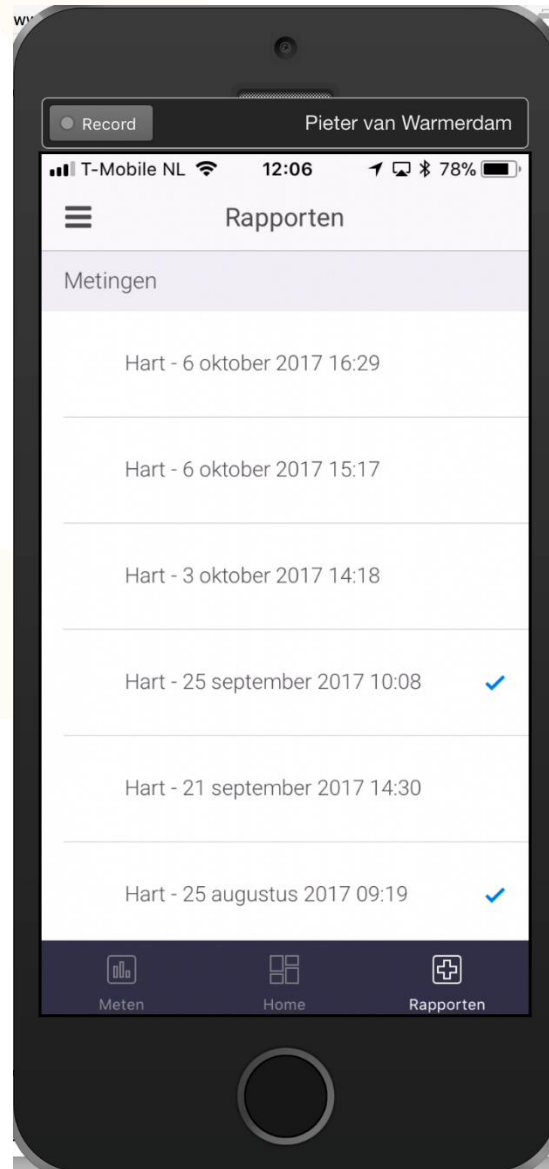 Record
Pieter van Warmerdam
T-Mobile NL 12:06 78%
Rapporten
Metingen
Hart - 6 oktober 2017 16:29
Hart - 6 oktober 2017 15:17
Hart - 3 oktober 2017 14:18
Hart - 25 september 2017 10:08
Hart - 21 september 2017 14:30
Hart - 25 augustus 2017 09:19
Meten Home Rapporten